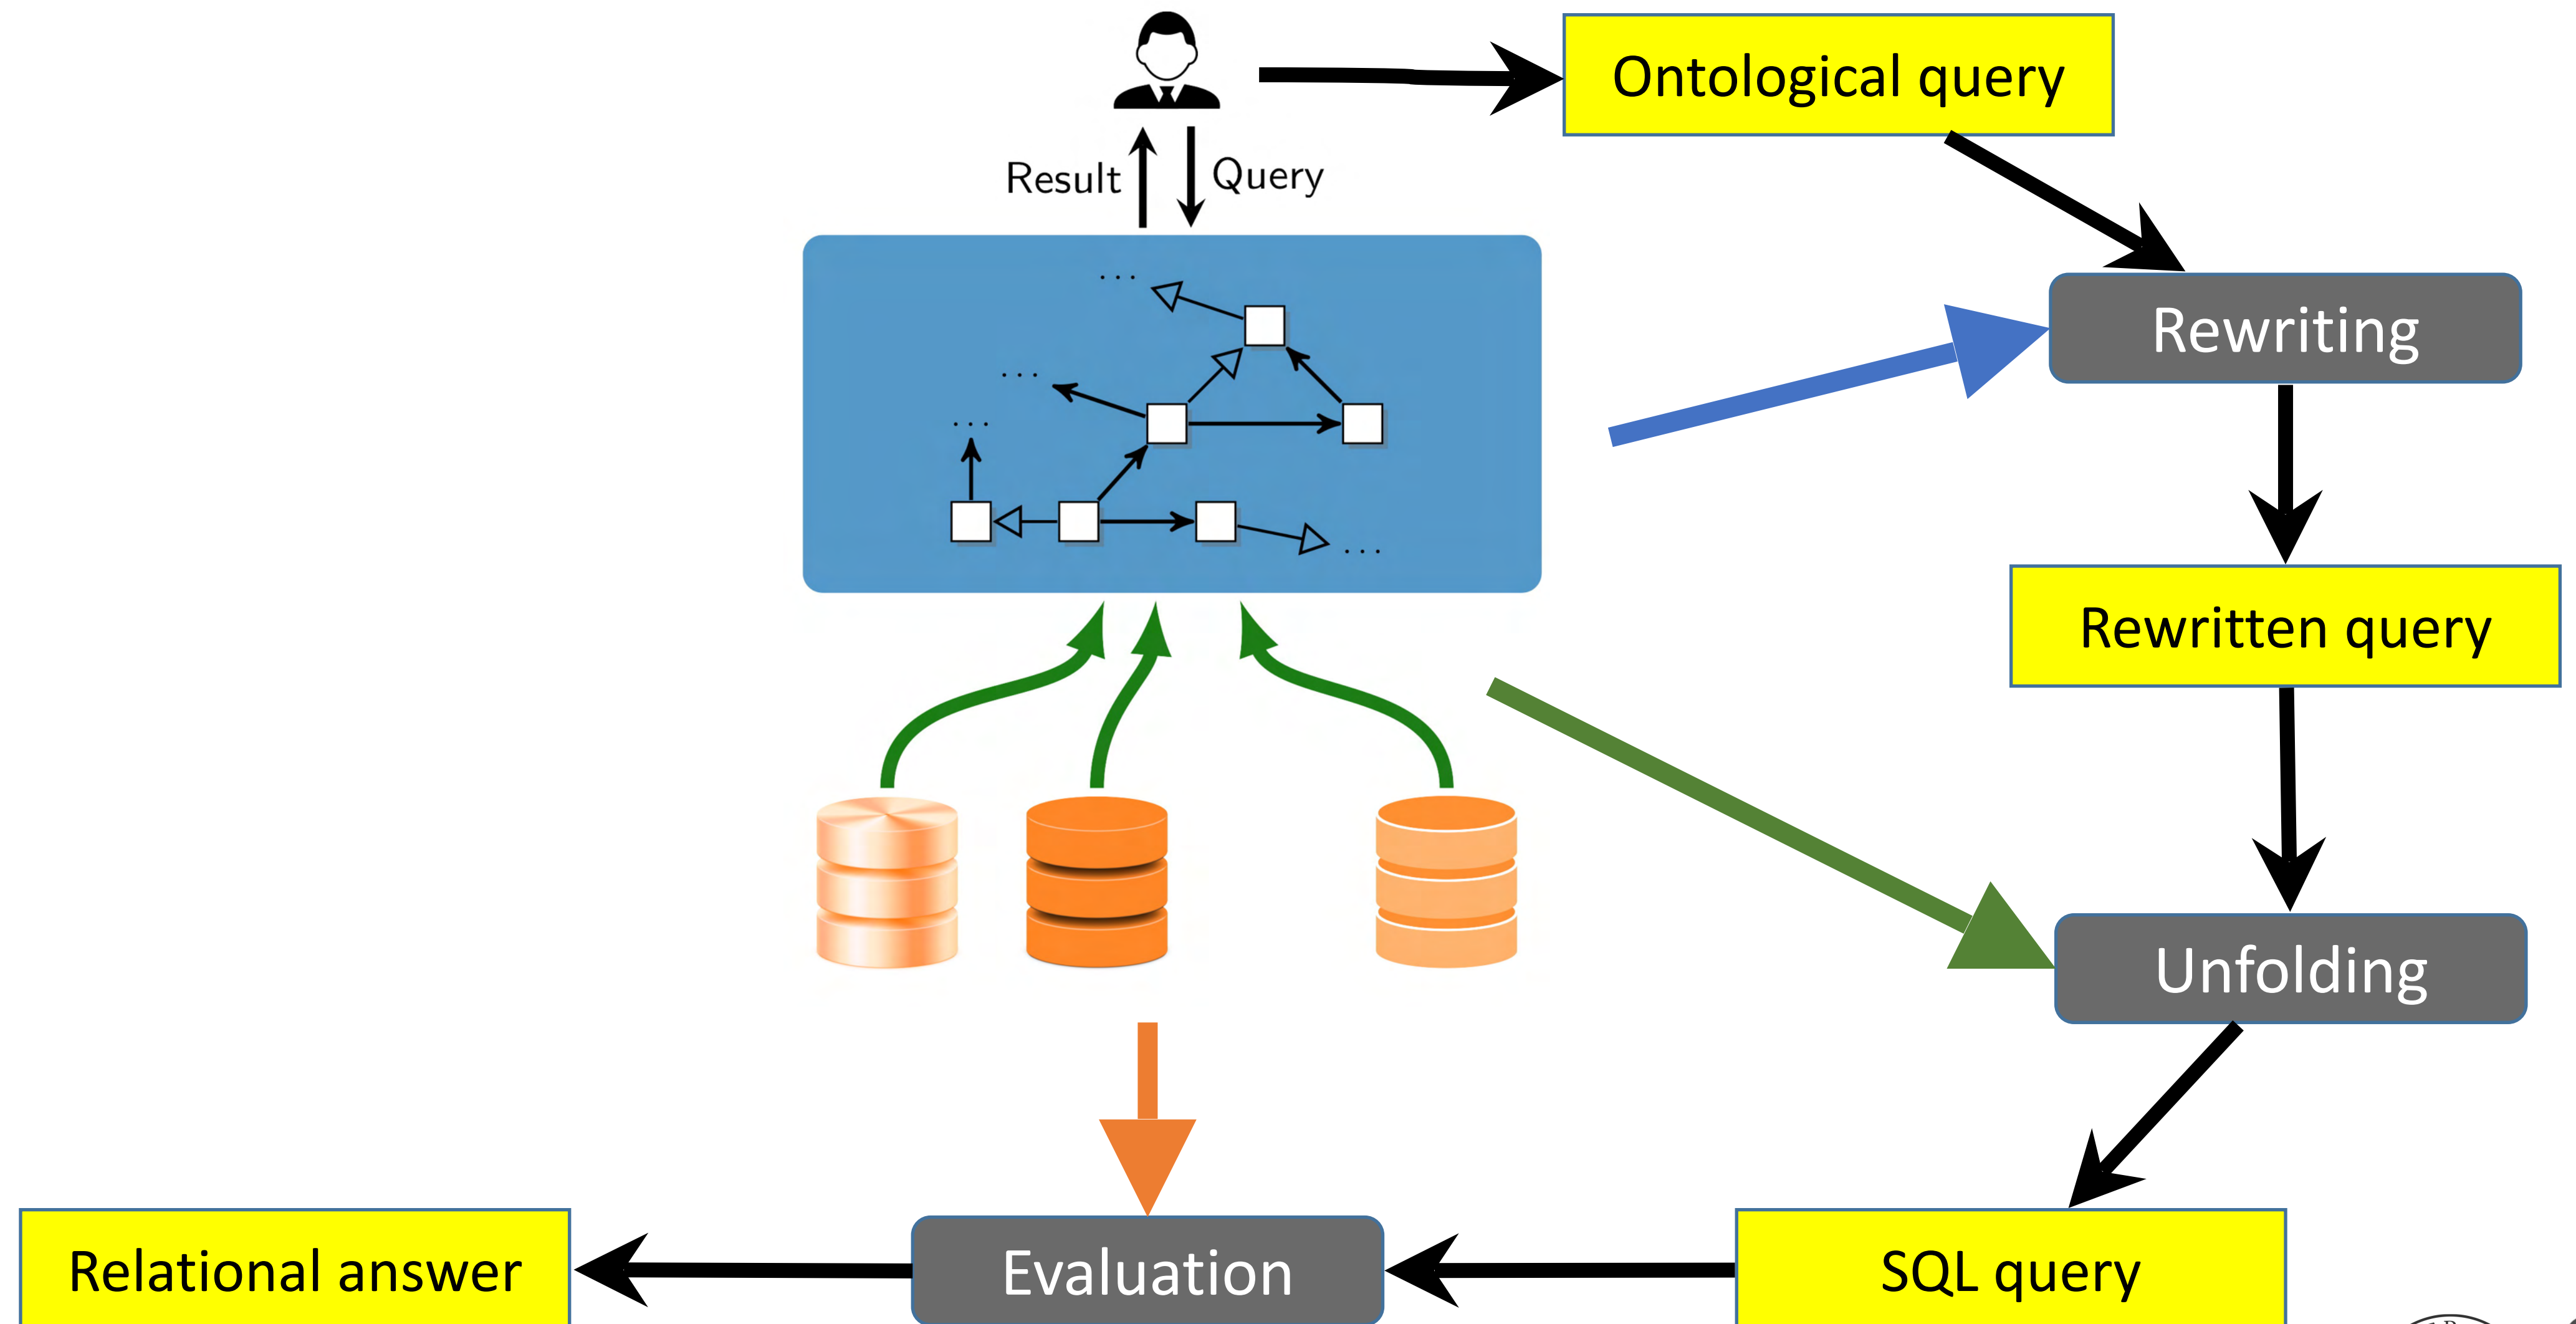 Ontological query
Result
Query
. . .
Rewriting
. . .
. . .
. . .
Rewritten query
Unfolding
Relational answer
Evaluation
SQL query